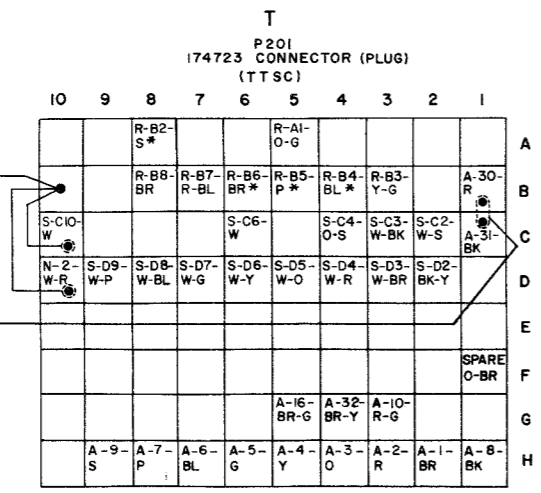 T
P201
174723 CONNECTOR (PLUG)
(TTSC)
10 9 8 7 6 5 4 3 2 1
R-B2-S* R-A1-O-G A
R-B8-BR R-B7-R-BL R-B6-BR* R-B5-P* R-B4-BL* R-B3-Y-G A-30-R B
S-C10-W S-C6-W S-C4-O-S S-C3-W-BK S-C2-W-S A-31-BK C
N-2-W-R S-D9-W-P S-D8-W-BL S-D7-W-G S-D6-W-Y S-D5-W-O S-D4-W-R S-D3-W-BR S-D2-BK-Y D
E
SPARE O-BR F
A-16-BR-G A-32-BR-Y A-10-R-G G
A-9-S A-7-P A-6-BL A-5-G A-4-Y A-3-O A-2-R A-1-BR A-8-BK H